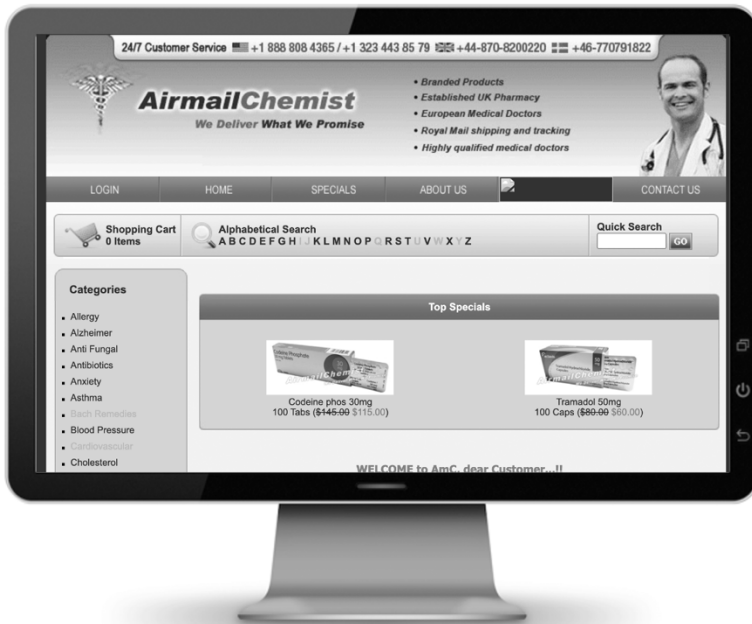 24/7 Customer Service +1 888 808 4365 / +1 323 443 85 79 +44-870-8200220 +46-770791822
AirmailChemist
We Deliver What We Promise
• Branded Products
• Established UK Pharmacy
• European Medical Doctors
• Royal Mail shipping and tracking
• Highly qualified medical doctors
LOGIN HOME SPECIALS ABOUT US CONTACT US
Shopping Cart
0 Items
Alphabetical Search
A B C D E F G H I J K L M N O P Q R S T U V W X Y Z
Quick Search
GO
Categories
Allergy
Alzheimer
Anti Fungal
Antibiotics
Anxiety
Asthma
Bach Remedies
Blood Pressure
Cardiovascular
Cholesterol
Top Specials
Codeine phos 30mg
100 Tabs ($145.00 $115.00)
Tramadol 50mg
100 Caps ($80.00 $60.00)
WELCOME to AmC, dear Customer...!!